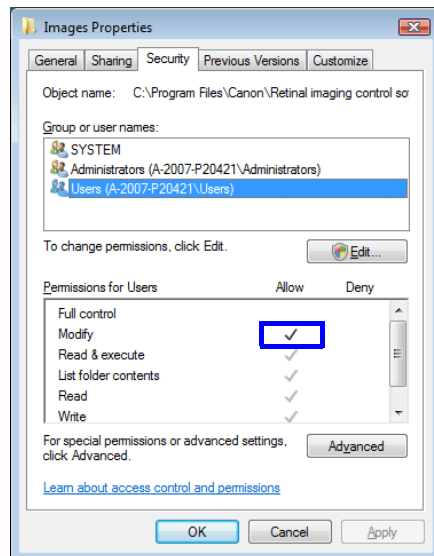 Images Properties
General Sharing Security Previous Versions Customize
Object name: C:\Program Files\Canon\Retinal imaging control so
Group or user names:
SYSTEM
Administrators (A-2007-P20421\Administrators)
Users (A-2007-P20421\Users)
To change permissions, click Edit.
Edit...
Permissions for Users Allow Deny
Full control
Modify
Read & execute
List folder contents
Read
Write
For special permissions or advanced settings,
click Advanced.
Advanced
Learn about access control and permissions
OK Cancel Apply